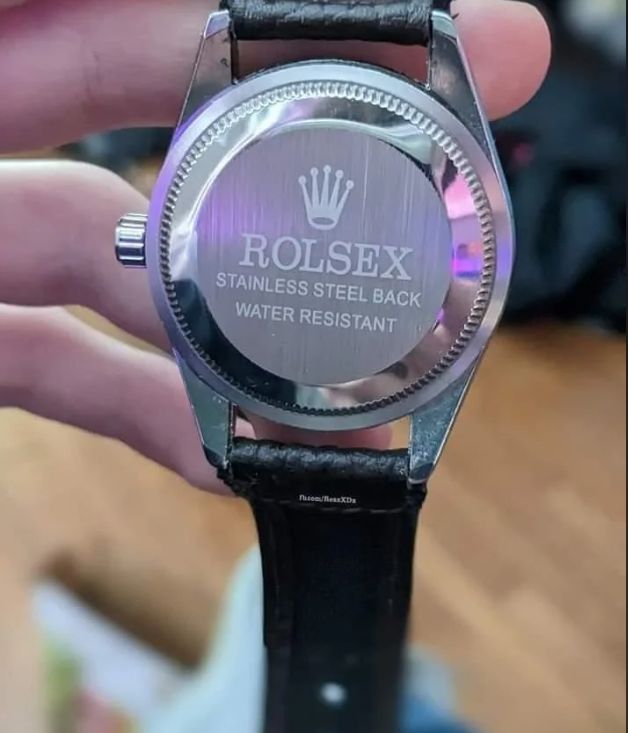 ROLSEX
STAINLESS STEEL BACK
WATER RESISTANT